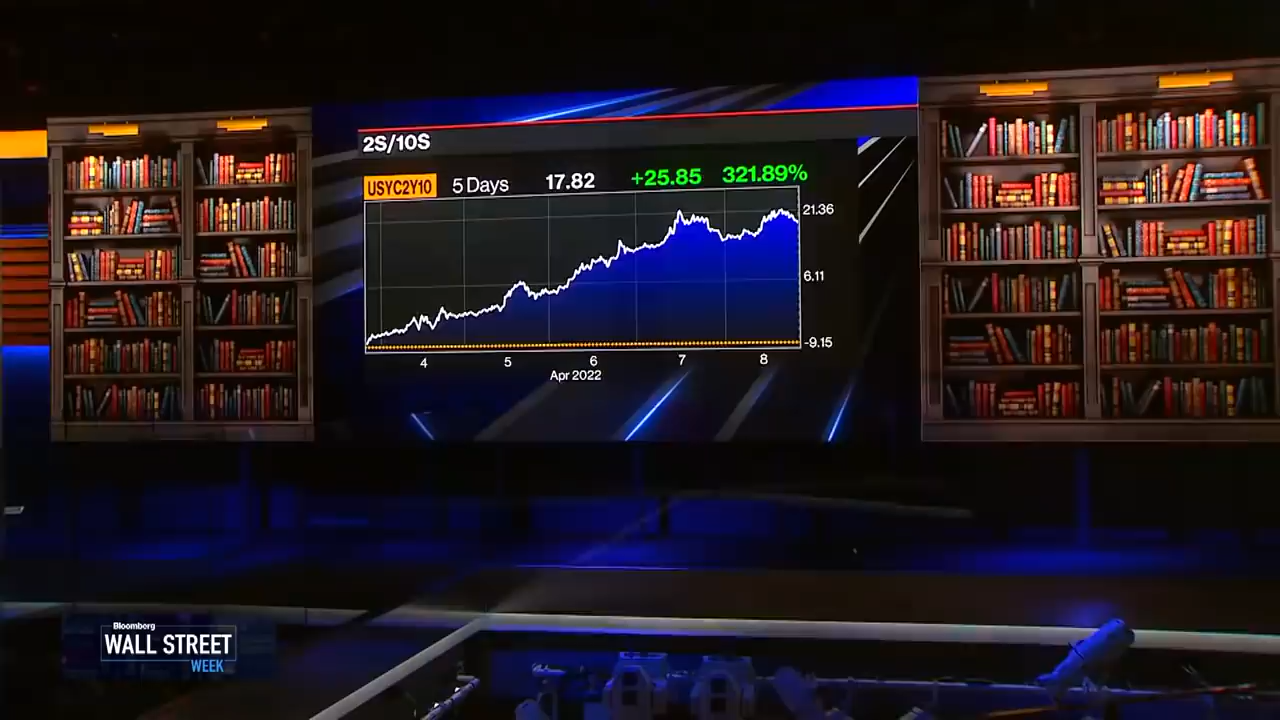 2S/10S
USYC2Y10 5 Days 17.82 +25.85 321.89%
21.36
6.11
-9.15
4 5 6 7 8
Apr 2022
Bloomberg
WALL STREET
WEEK